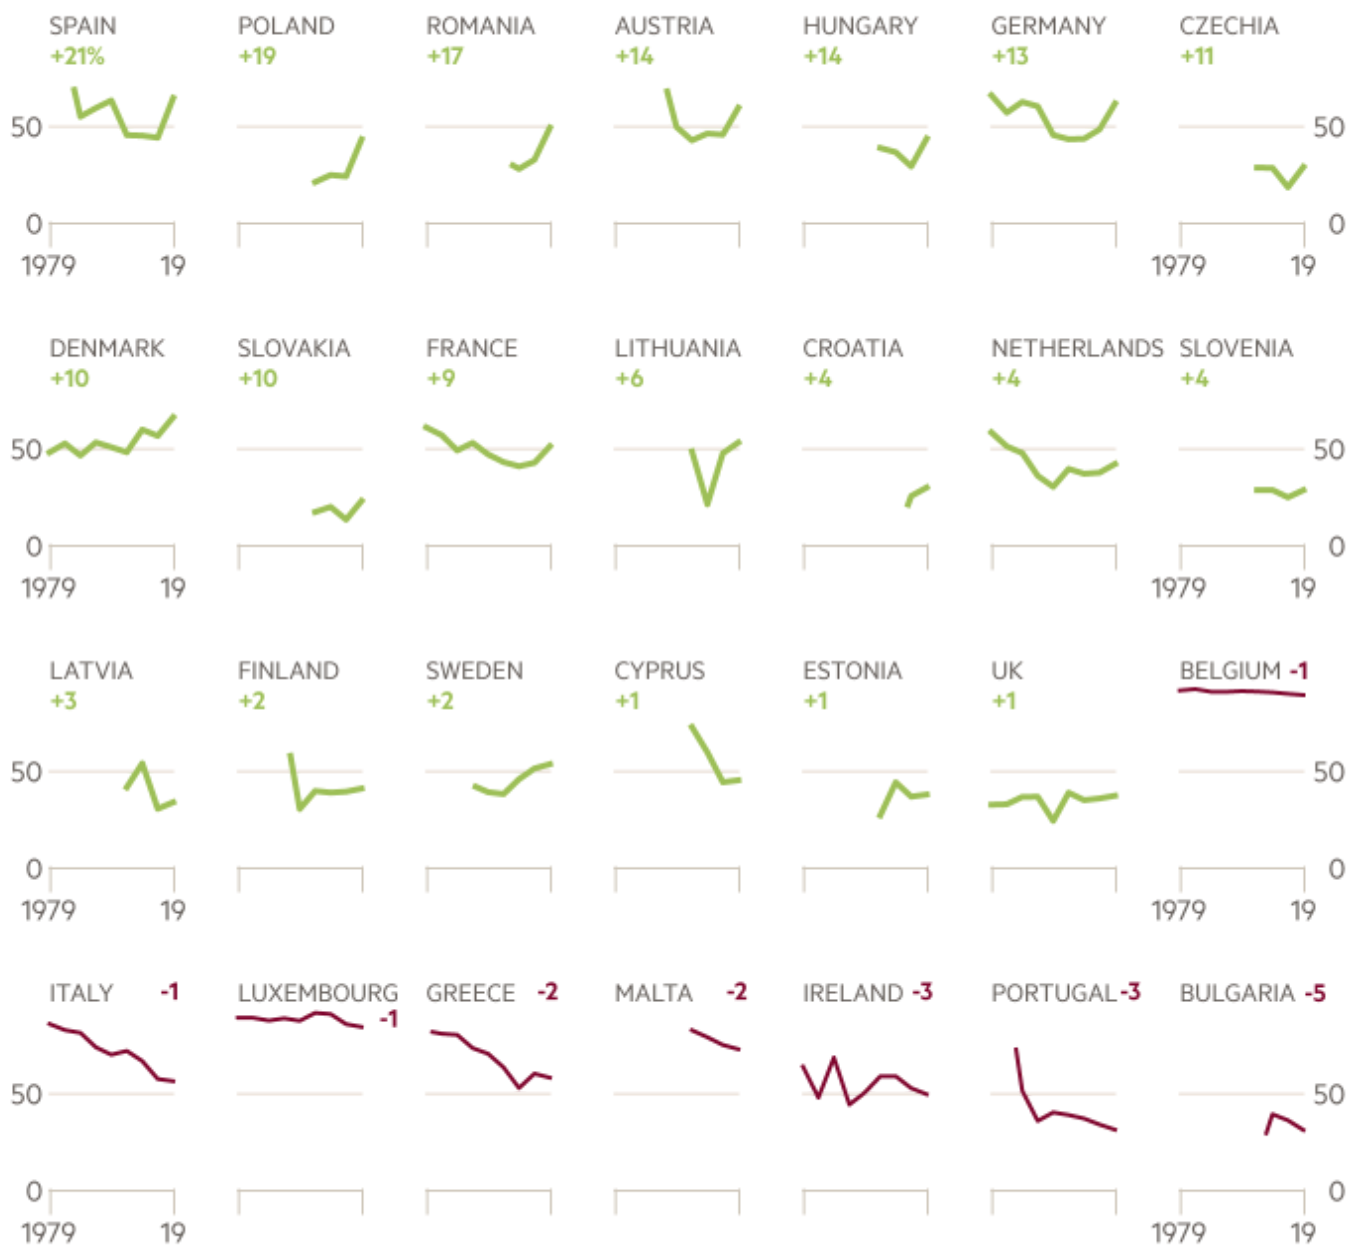 SPAIN POLAND ROMANIA AUSTRIA HUNGARY GERMANY CZECHIA
+21% +19 +17 +14 +14 +13 +11
50 50
0 0
1979 19 1979 19
DENMARK SLOVAKIA FRANCE LITHUANIA CROATIA NETHERLANDS SLOVENIA
+10 +10 +9 +6 +4 +4 +4
50 50
0 0
1979 19 1979 19
LATVIA FINLAND SWEDEN CYPRUS ESTONIA UK BELGIUM -1
+3 +2 +2 +1 +1 +1
50 50
0 0
1979 19 1979 19
ITALY -1 LUXEMBOURG GREECE -2 MALTA -2 IRELAND -3 PORTUGAL -3 BULGARIA -5
-1
50 50
0 0
1979 19 1979 19